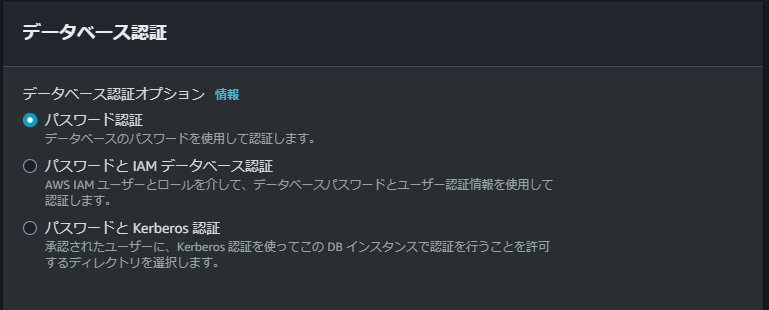 データベース認証
データベース認証オプション 情報
パスワード認証
データベースのパスワードを使用して認証します。
パスワードと IAM データベース認証
AWS IAM ユーザーとロールを介して、データベースパスワードとユーザー認証情報を使用して
認証します。
パスワードと Kerberos 認証
承認されたユーザーに、Kerberos 認証を使ってこの DB インスタンスで認証を行うことを許可
するディレクトリを選択します。